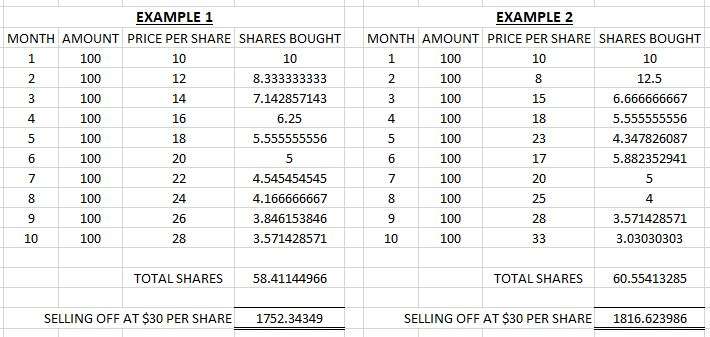 EXAMPLE 1 EXAMPLE 2
MONTH AMOUNT PRICE PER SHARE SHARES BOUGHT MONTH AMOUNT PRICE PER SHARE SHARES BOUGHT
1 100 10 10 1 100 10 10
2 100 12 8.333333333 2 100 8 12.5
3 100 14 7.142857143 3 100 15 6.666666667
4 100 16 6.25 4 100 18 5.555555556
5 100 18 5.555555556 5 100 23 4.347826087
6 100 20 5 6 100 17 5.882352941
7 100 22 4.545454545 7 100 20 5
8 100 24 4.166666667 8 100 25 4
9 100 26 3.846153846 9 100 28 3.571428571
10 100 28 3.571428571 10 100 33 3.03030303
TOTAL SHARES 58.41144966 TOTAL SHARES 60.55413285
SELLING OFF AT $30 PER SHARE 1752.34349 SELLING OFF AT $30 PER SHARE 1816.623986